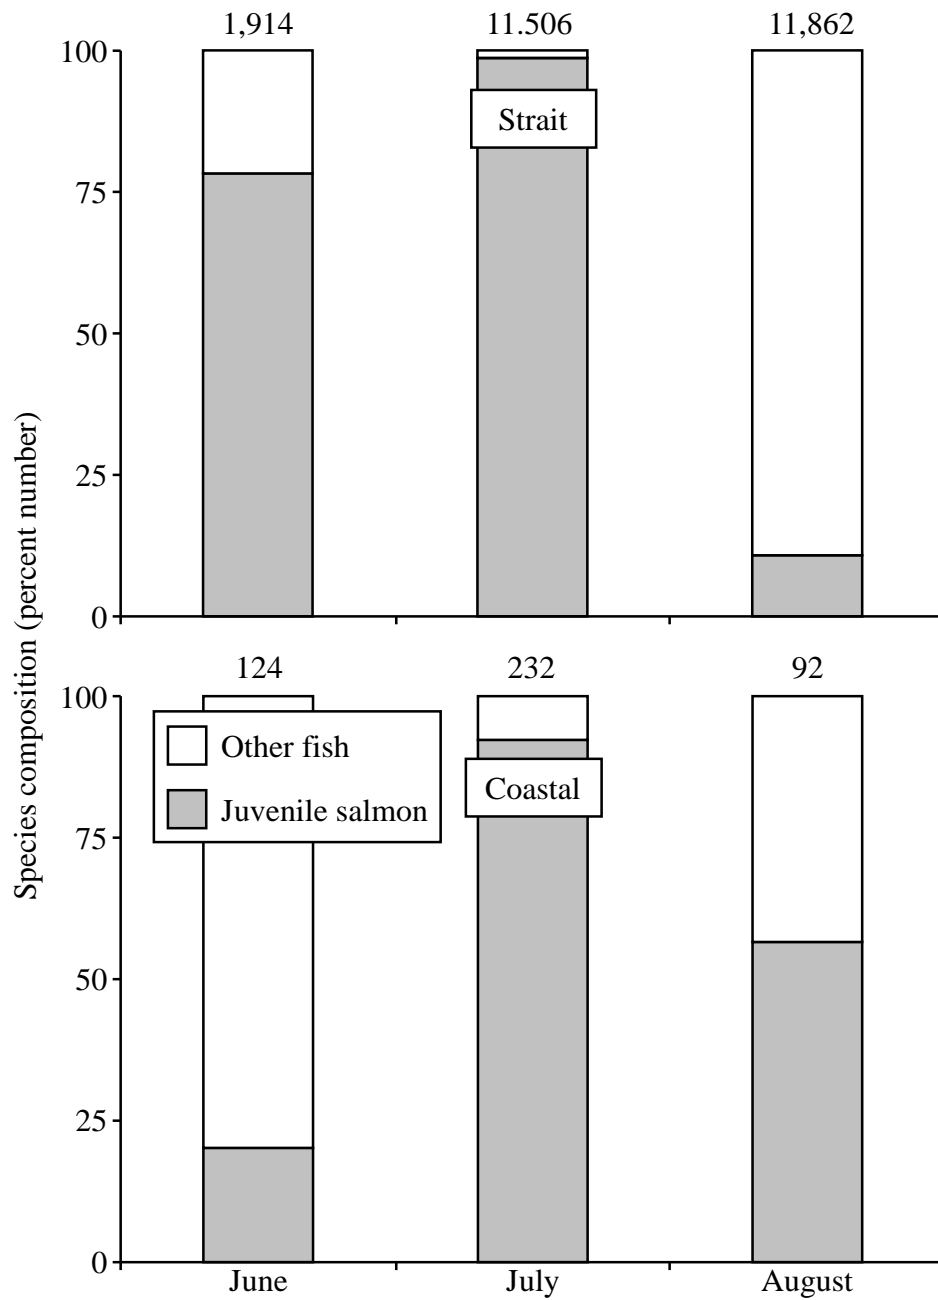 1,914 11.506 11,862
100
Strait
75
50
25
0
Species composition (percent number)
124 232 92
100
Other fish
Juvenile salmon
Coastal
75
50
25
0
June July August